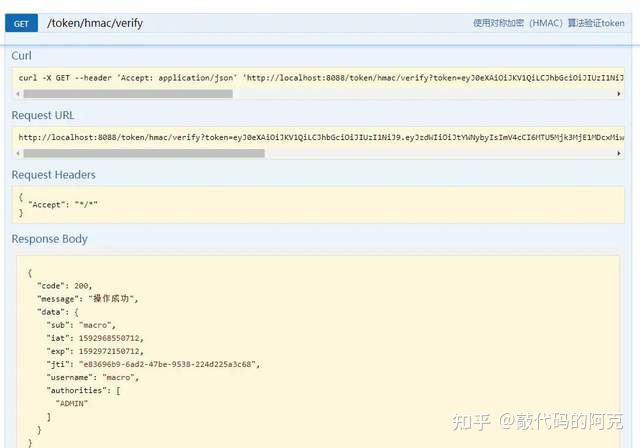 GET /token/hmac/verify 使用对称加密（HMAC）算法验证token
Curl
curl -X GET --header 'Accept: application/json' 'http://localhost:8088/token/hmac/verify?token=eyJ0eXAiOiJKV1QiLCJhbGciOiJIUzI1NiJ
Request URL
http://localhost:8088/token/hmac/verify?token=eyJ0eXAiOiJKV1QiLCJhbGciOiJIUzI1NiJ9.eyJzdWIiOiJtYWNybyIsImV4cCI6MTU5Mjk3MjE1MDcxMiw
Request Headers
{
"Accept": "*/*"
}
Response Body
{
"code": 200,
"message": "操作成功",
"data": {
"sub": "macro",
"iat": 1592968550712,
"exp": 1592972150712,
"jti": "e83696b9-6ad2-47be-9538-224d225a3c68",
"username": "macro",
"authorities": [
"ADMIN"
]
}
}
知乎 @敲代码的阿克